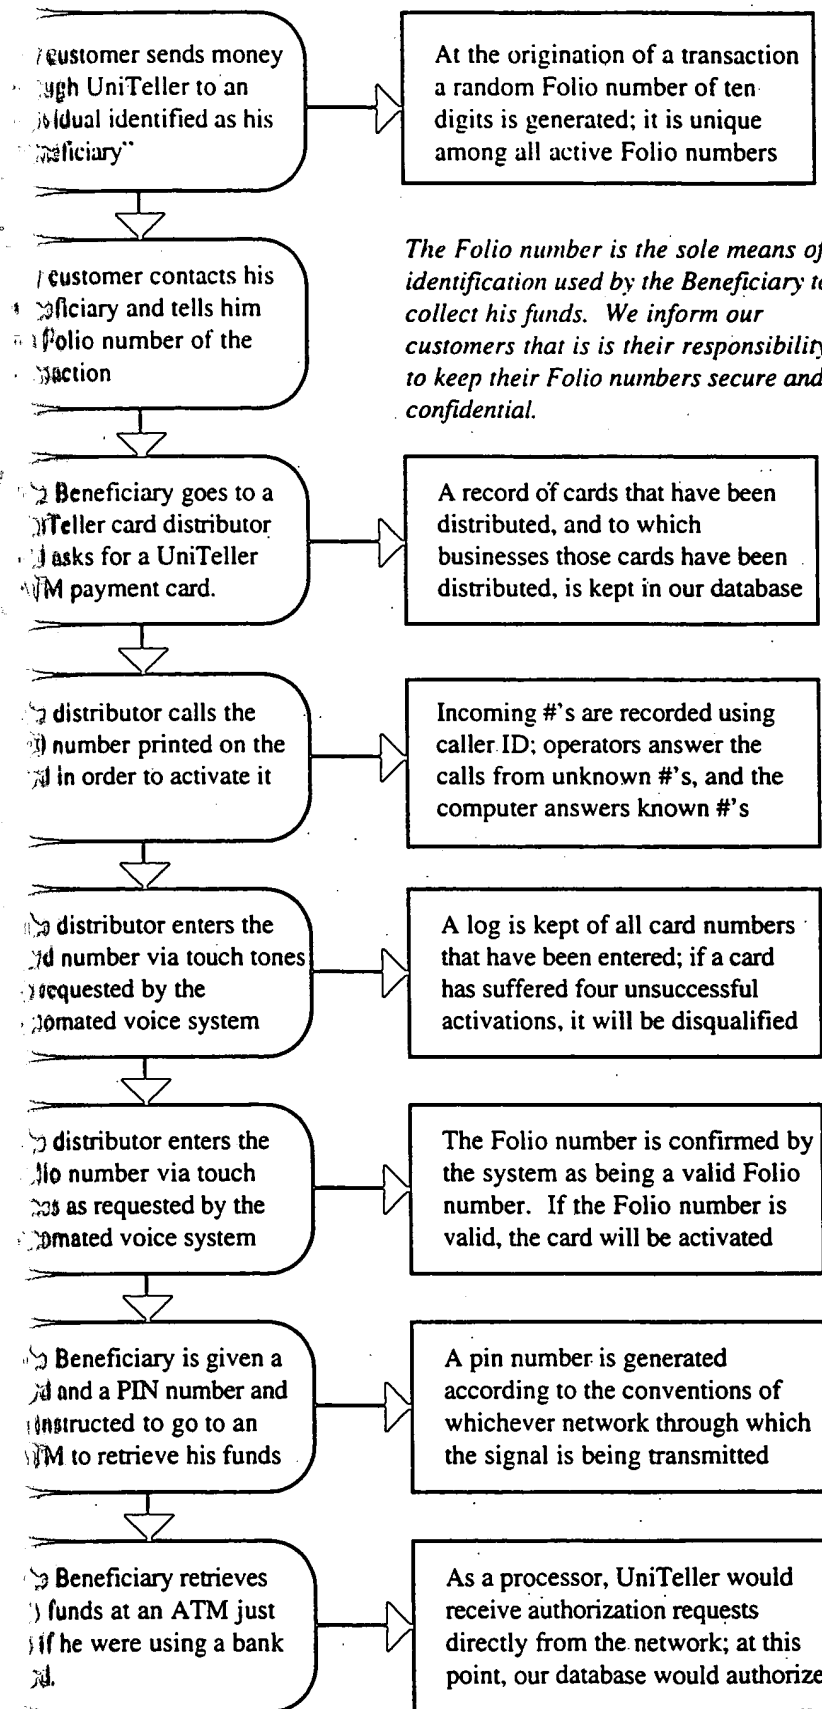 customer sends money
UniTeller to an
identified as his
At the origination of a transaction
a random Folio number of ten
digits is generated; it is unique
among all active Folio numbers
customer contacts his
and tells him
Folio number of the
The Folio number is the sole means of
identification used by the Beneficiary to
collect his funds. We inform our
customers that is is their responsibility
to keep their Folio numbers secure and
confidential.
Beneficiary goes to a
Teller card distributor
asks for a UniTeller
payment card.
A record of cards that have been
distributed, and to which
businesses those cards have been
distributed, is kept in our database
distributor calls the
number printed on the
in order to activate it
Incoming #'s are recorded using
caller ID; operators answer the
calls from unknown #'s, and the
computer answers known #'s
distributor enters the
number via touch tones
requested by the
voice system
A log is kept of all card numbers
that have been entered; if a card
has suffered four unsuccessful
activations, it will be disqualified
distributor enters the
number via touch
as requested by the
voice system
The Folio number is confirmed by
the system as being a valid Folio
number. If the Folio number is
valid, the card will be activated
Beneficiary is given a
and a PIN number and
instructed to go to an
to retrieve his funds
A pin number is generated
according to the conventions of
whichever network through which
the signal is being transmitted
Beneficiary retrieves
funds at an ATM just
if he were using a bank
As a processor, UniTeller would
receive authorization requests
directly from the network; at this
point, our database would authorize